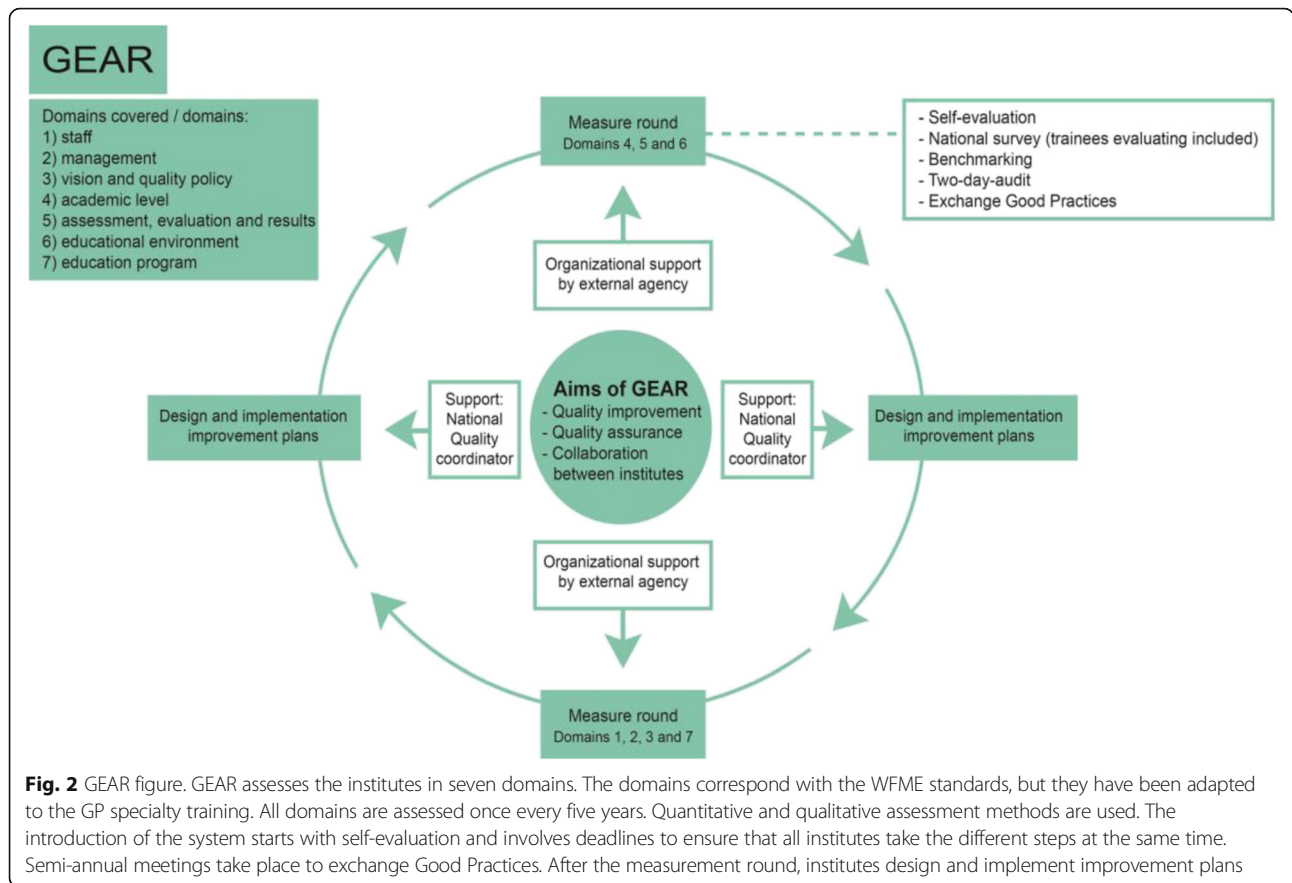 GEAR
Domains covered / domains:
1) staff
2) management
3) vision and quality policy
4) academic level
5) assessment, evaluation and results
6) educational environment
7) education program
Measure round
Domains 4, 5 and 6
- Self-evaluation
- National survey (trainees evaluating included)
- Benchmarking
- Two-day-audit
- Exchange Good Practices
Organizational support
by external agency
Design and implementation
improvement plans
Support:
National
Quality
coordinator
Aims of GEAR
- Quality improvement
- Quality assurance
- Collaboration
between institutes
Support:
National
Quality
coordinator
Design and implementation
improvement plans
Organizational support
by external agency
Measure round
Domains 1, 2, 3 and 7
Fig. 2 GEAR figure. GEAR assesses the institutes in seven domains. The domains correspond with the WFME standards, but they have been adapted
to the GP specialty training. All domains are assessed once every five years. Quantitative and qualitative assessment methods are used. The
introduction of the system starts with self-evaluation and involves deadlines to ensure that all institutes take the different steps at the same time.
Semi-annual meetings take place to exchange Good Practices. After the measurement round, institutes design and implement improvement plans